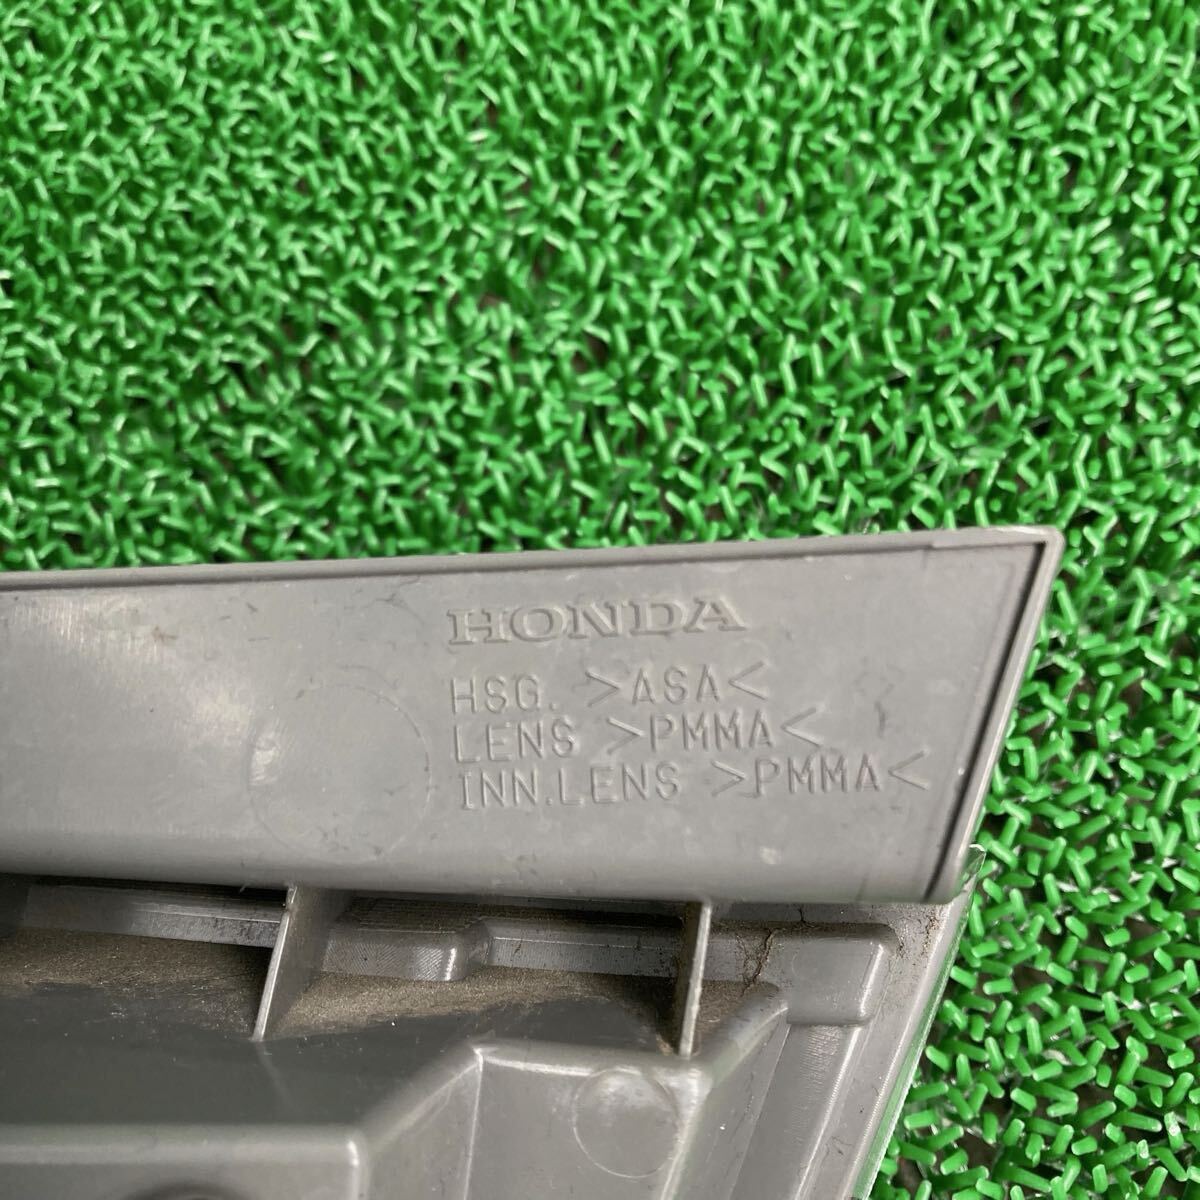 HONDA
HSG. >ASA<
LENS >PMMA<
INN.LENS >PMMA<